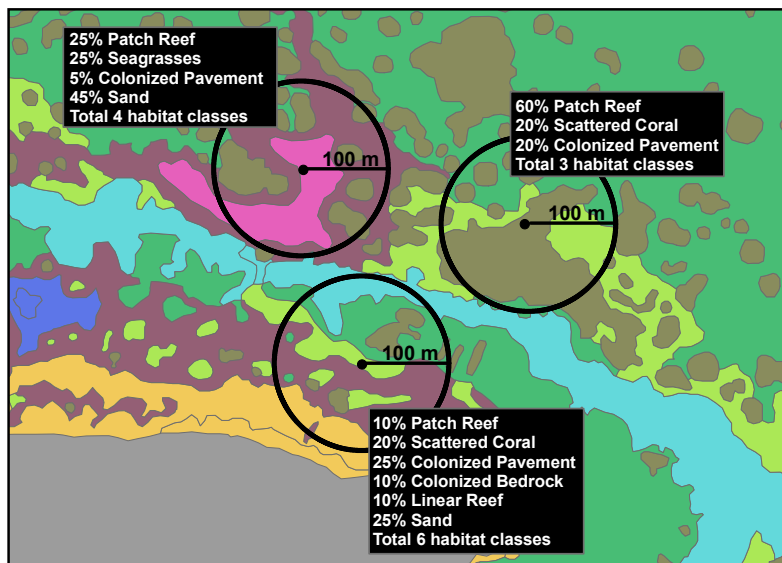 25% Patch Reef
25% Seagrasses
5% Colonized Pavement
45% Sand
Total 4 habitat classes
100 m
60% Patch Reef
20% Scattered Coral
20% Colonized Pavement
Total 3 habitat classes
100 m
100 m
10% Patch Reef
20% Scattered Coral
25% Colonized Pavement
10% Colonized Bedrock
10% Linear Reef
25% Sand
Total 6 habitat classes